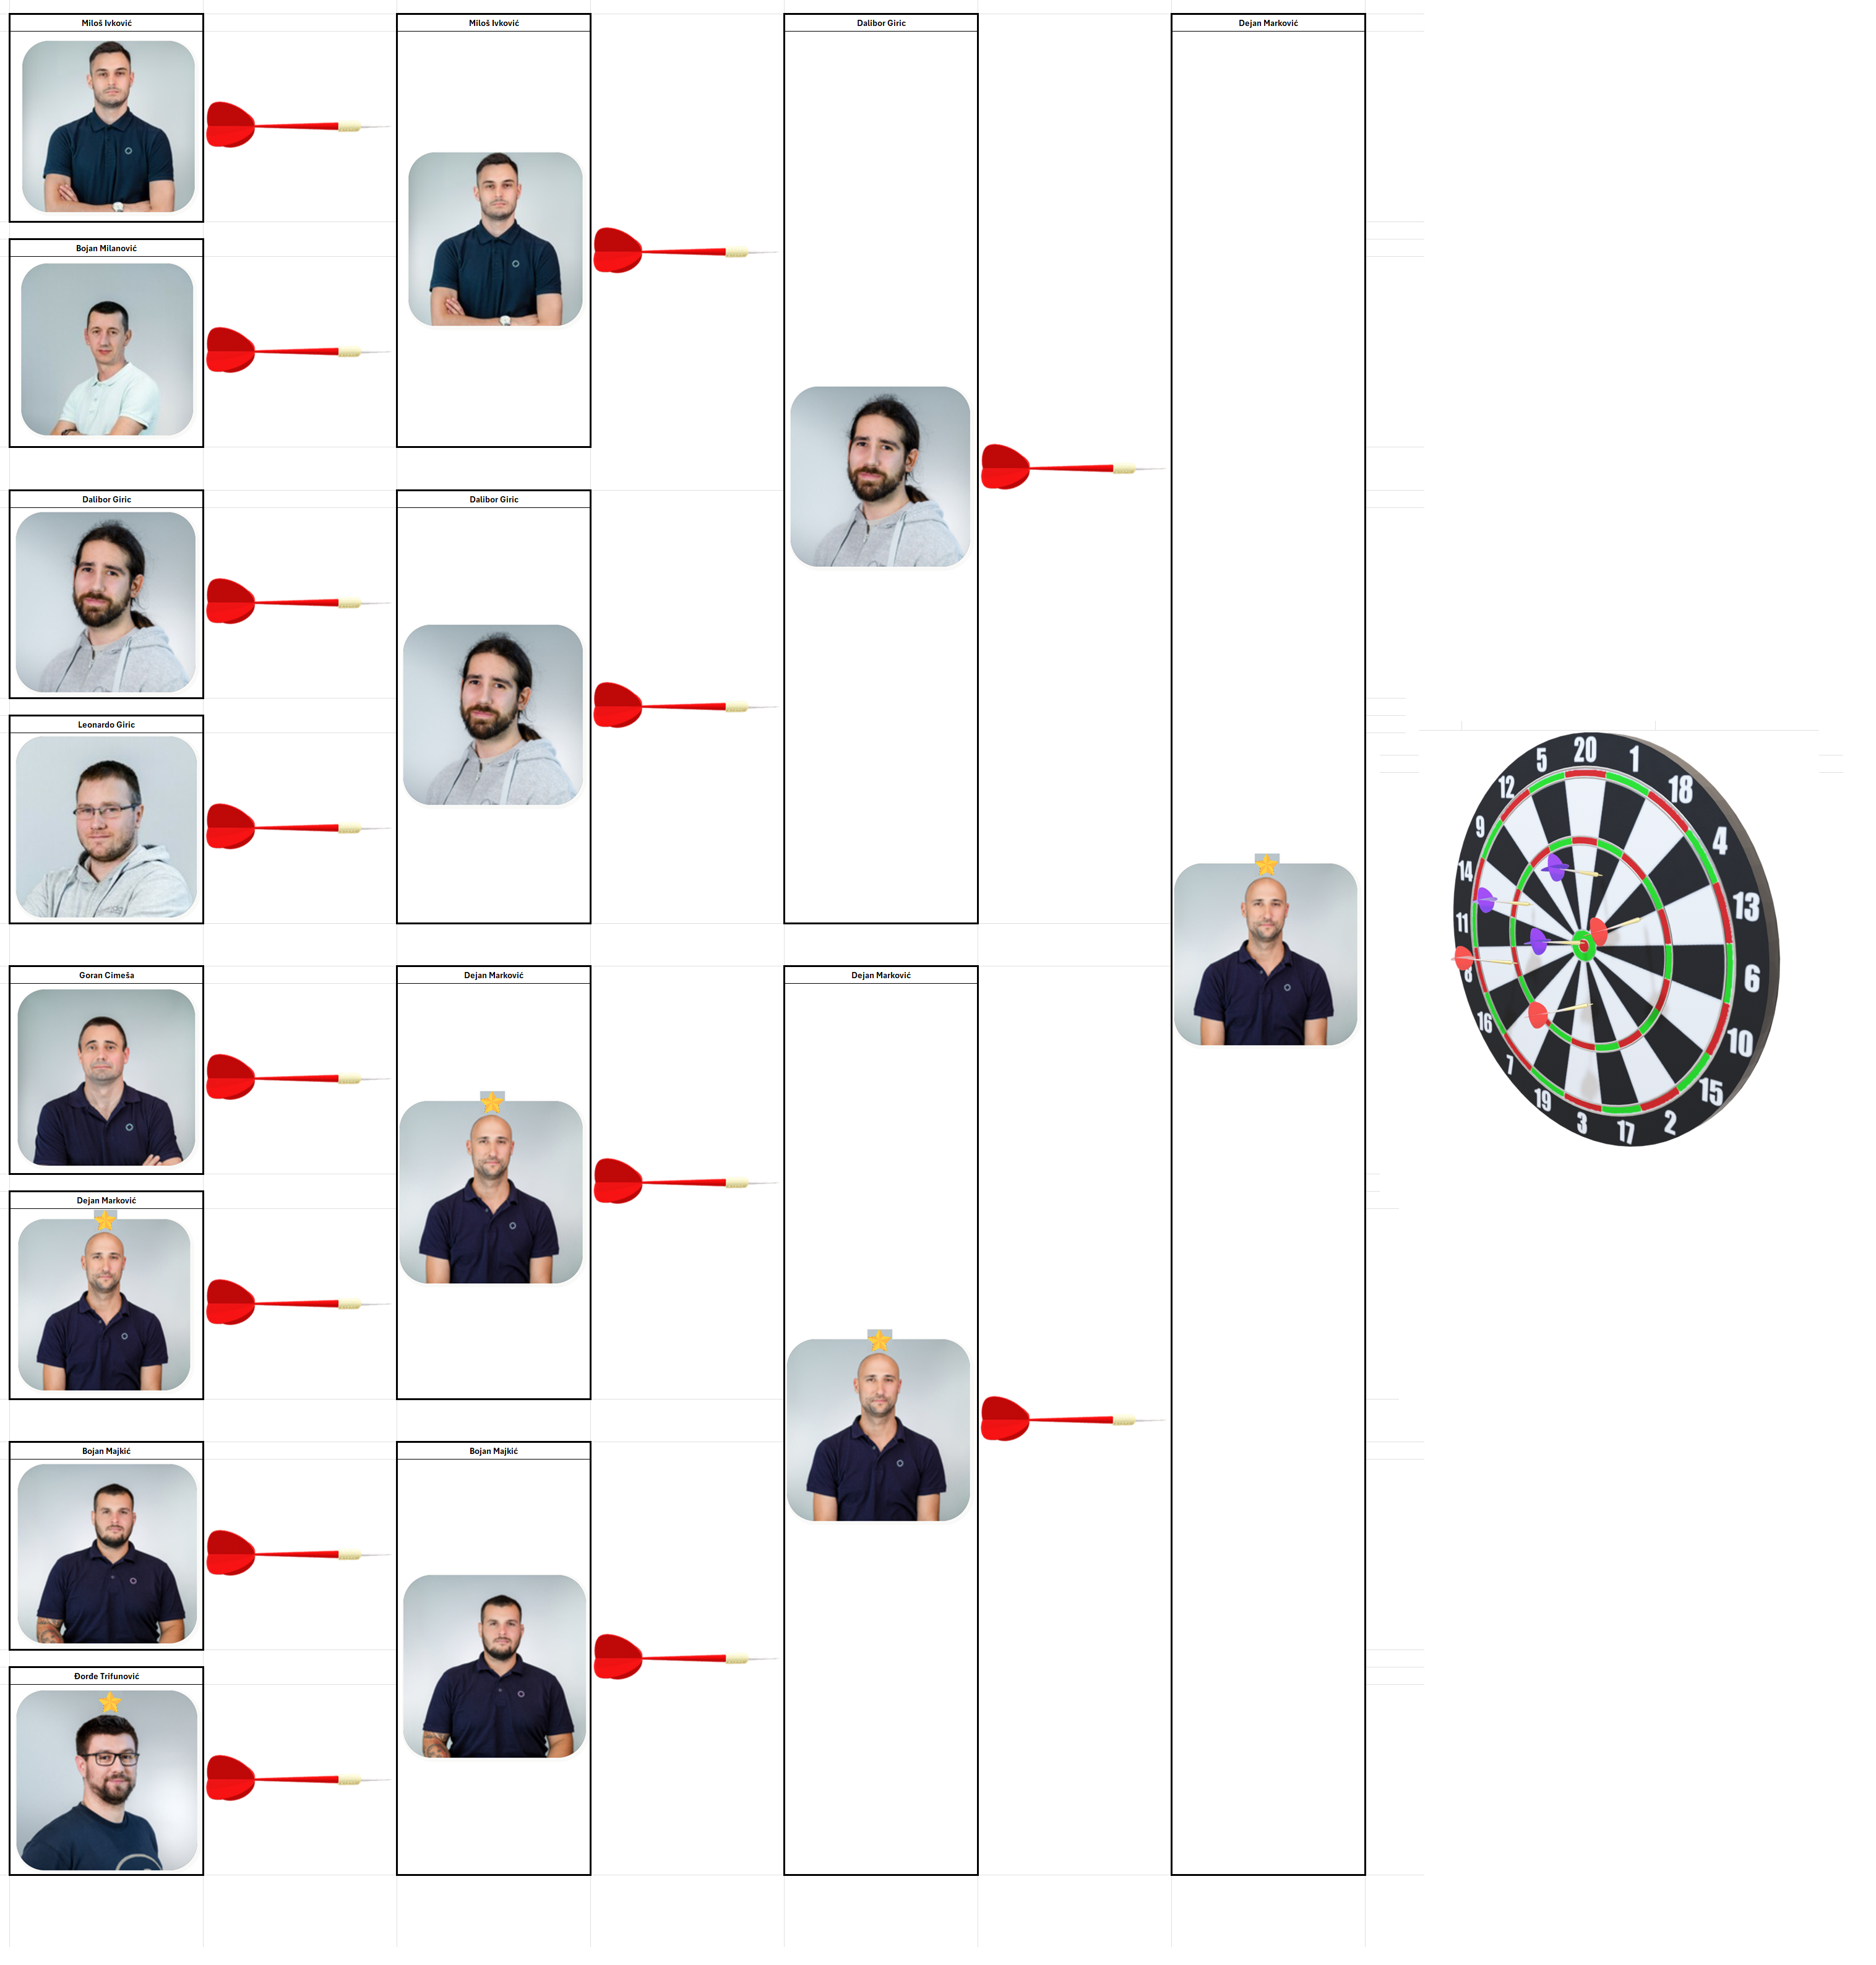 Miloš Ivković
Miloš Ivković
Dalibor Giric
Dejan Marković
Bojan Milanović
Dalibor Giric
Dalibor Giric
Leonardo Giric
Goran Cimeša
Dejan Marković
Dejan Marković
Dejan Marković
Bojan Majkić
Bojan Majkić
Đorđe Trifunović
20
1
18
4
13
6
10
15
2
17
3
19
7
16
8
11
14
9
12
5